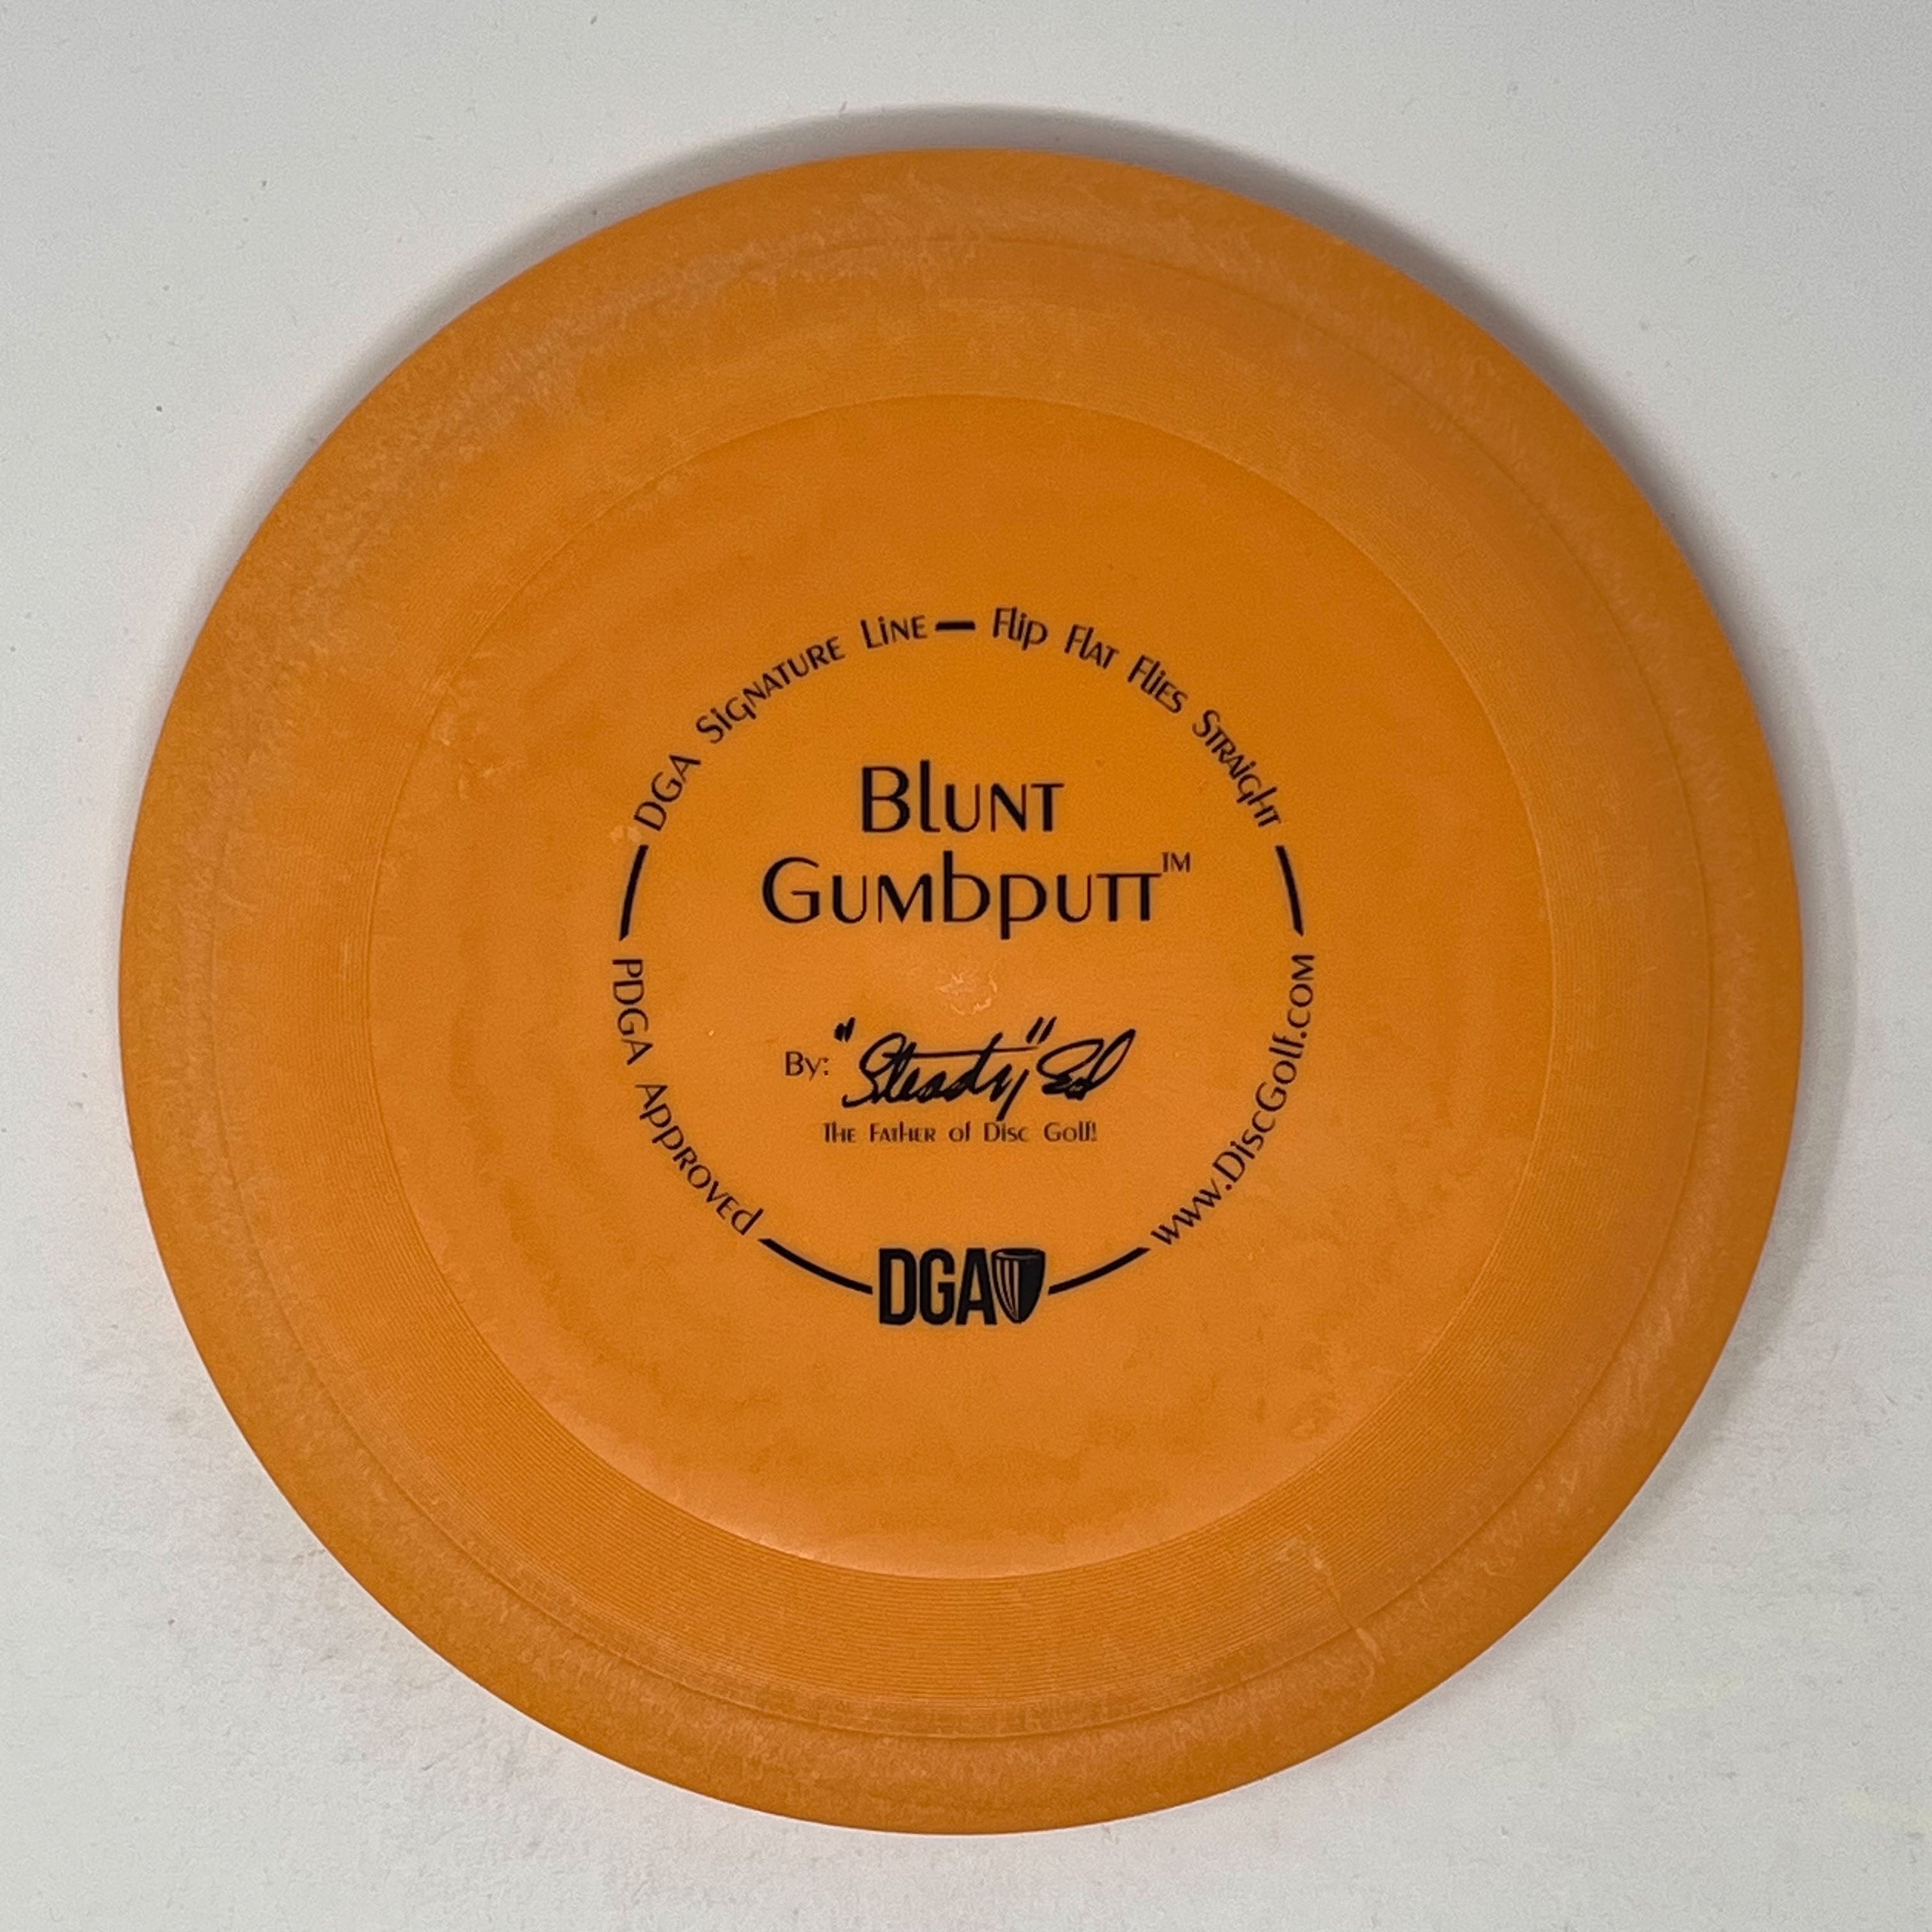 DGA Signature Line — Flip Flat Flies Straight
Blunt
Gumbputt™
By: "Steady" Ed
The Father of Disc Golf!
PDGA Approved
www.DiscGolf.com
DGA